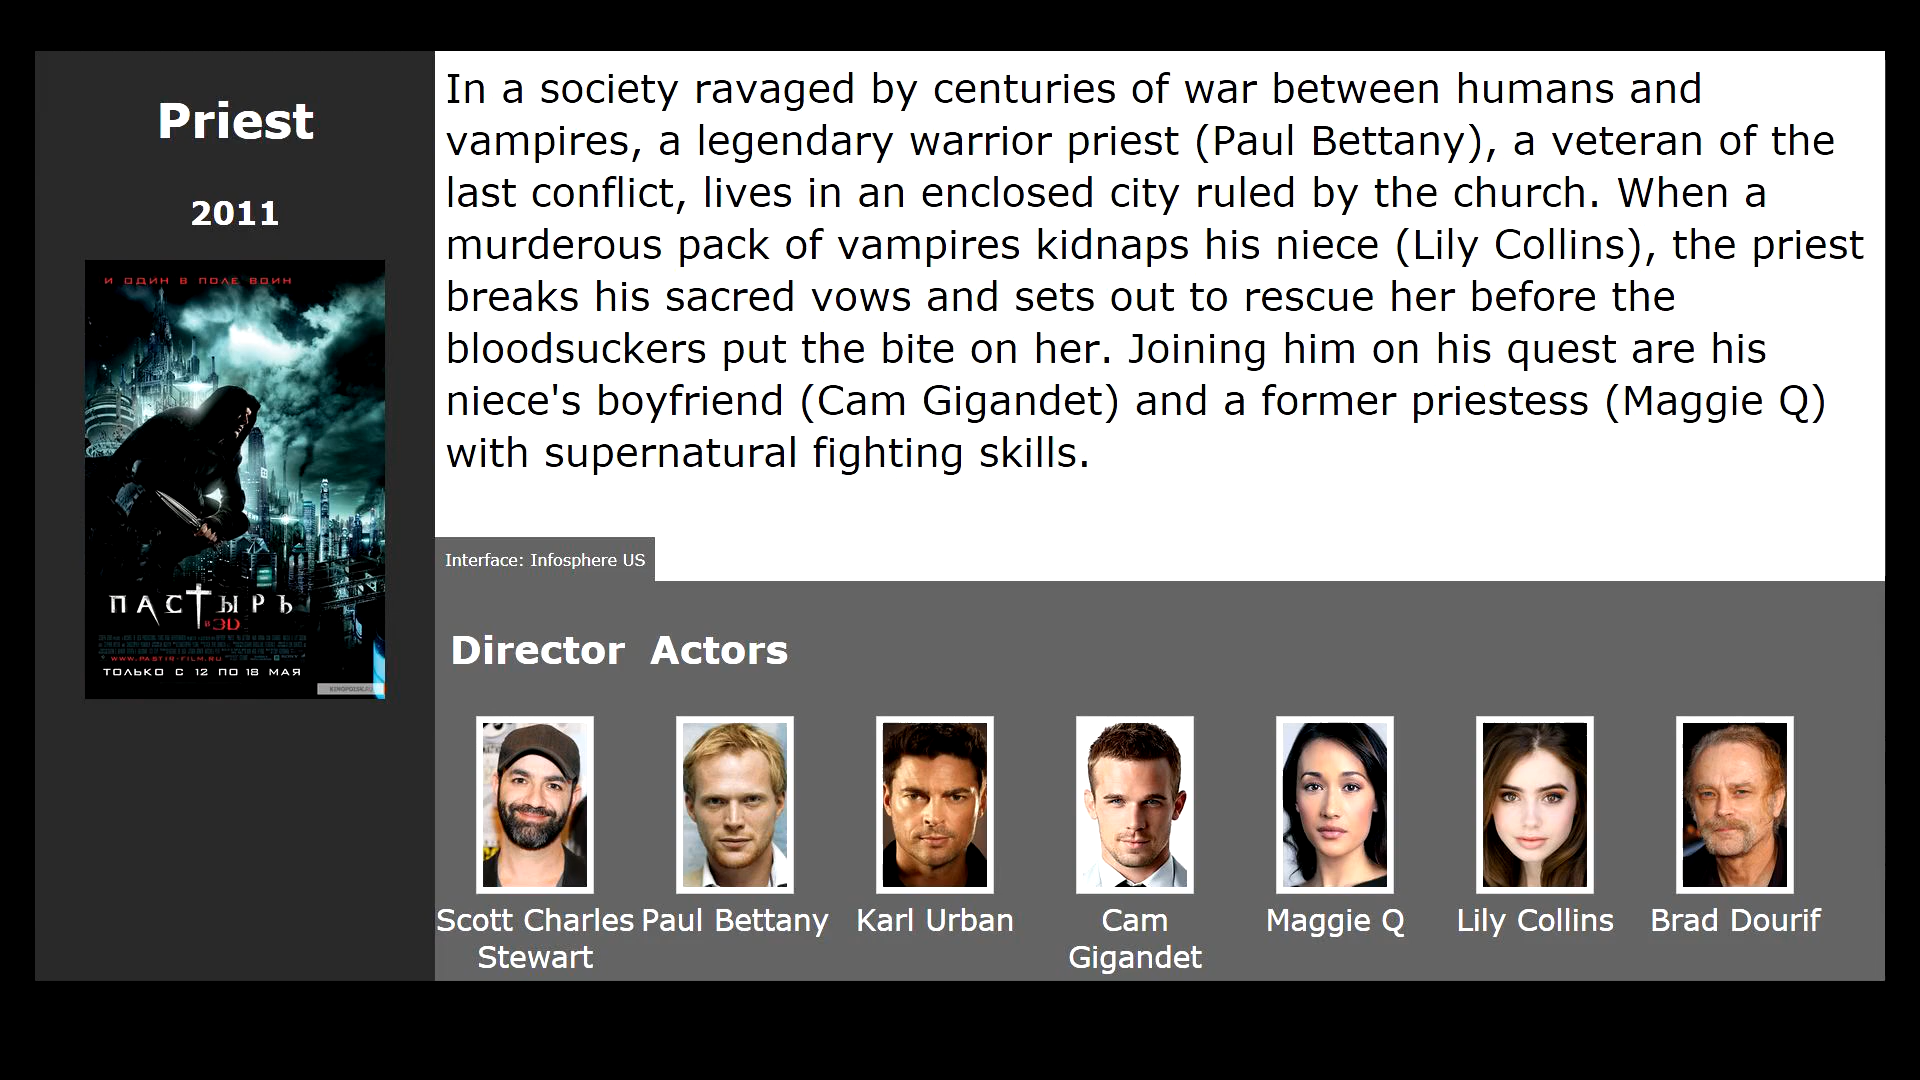 Priest
2011
И ОДИН В ПОЛЕ ВОИН
ПАСТЫРЬ
в 3D
WWW.PASTIR-FILM.RU
ТОЛЬКО С 12 ПО 18 МАЯ
KINOPOISK.RU
In a society ravaged by centuries of war between humans and
vampires, a legendary warrior priest (Paul Bettany), a veteran of the
last conflict, lives in an enclosed city ruled by the church. When a
murderous pack of vampires kidnaps his niece (Lily Collins), the priest
breaks his sacred vows and sets out to rescue her before the
bloodsuckers put the bite on her. Joining him on his quest are his
niece's boyfriend (Cam Gigandet) and a former priestess (Maggie Q)
with supernatural fighting skills.
Interface: Infosphere US
Director Actors
Scott Charles
Stewart
Paul Bettany
Karl Urban
Cam
Gigandet
Maggie Q
Lily Collins
Brad Dourif